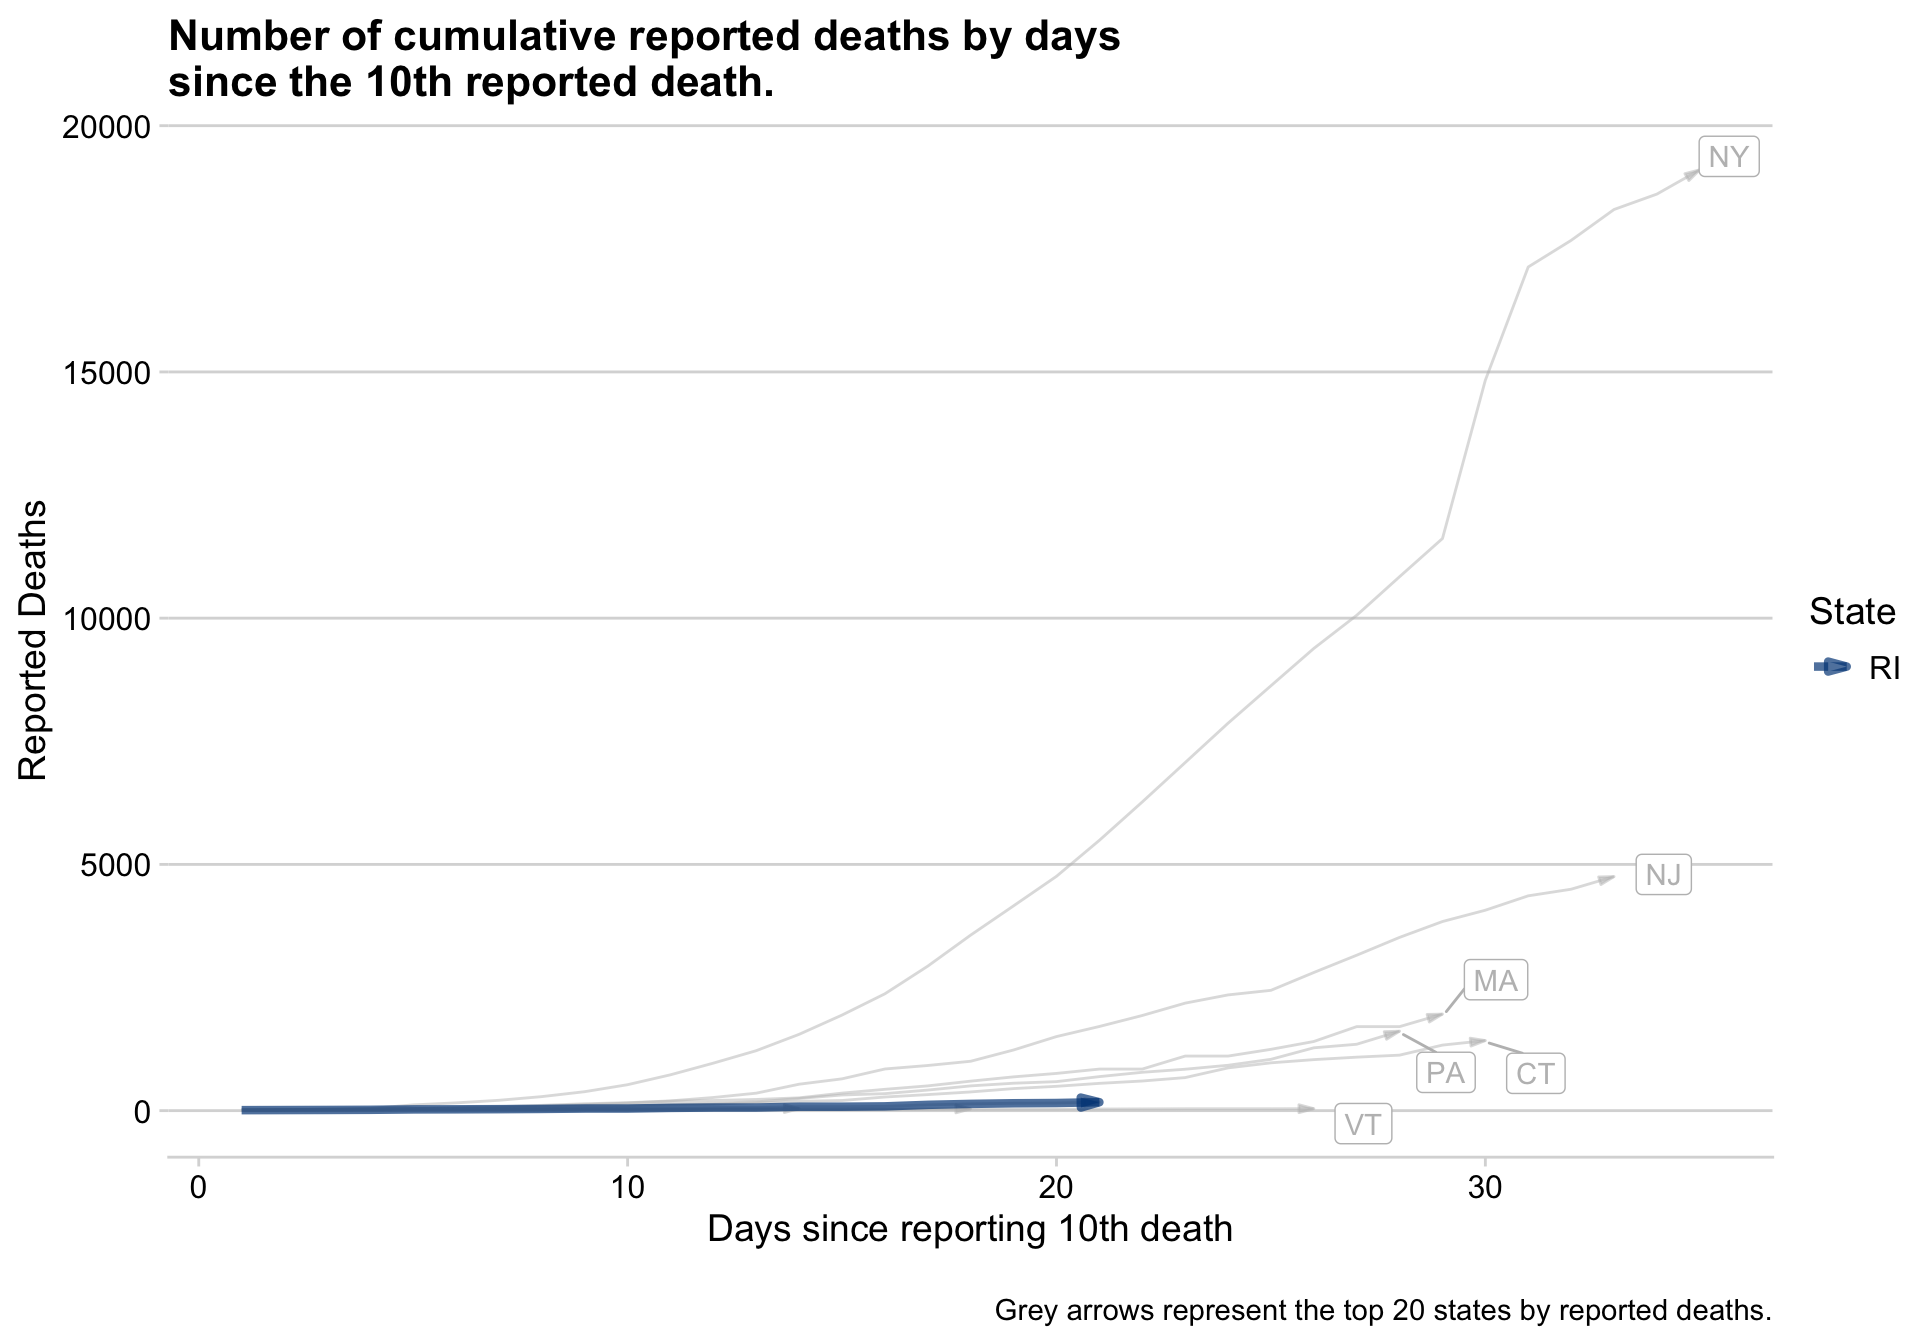 Number of cumulative reported deaths by days
since the 10th reported death.
20000
15000
10000
5000
0
Reported Deaths
NY
NJ
MA
PA
CT
VT
State
RI
0
10
20
30
Days since reporting 10th death
Grey arrows represent the top 20 states by reported deaths.